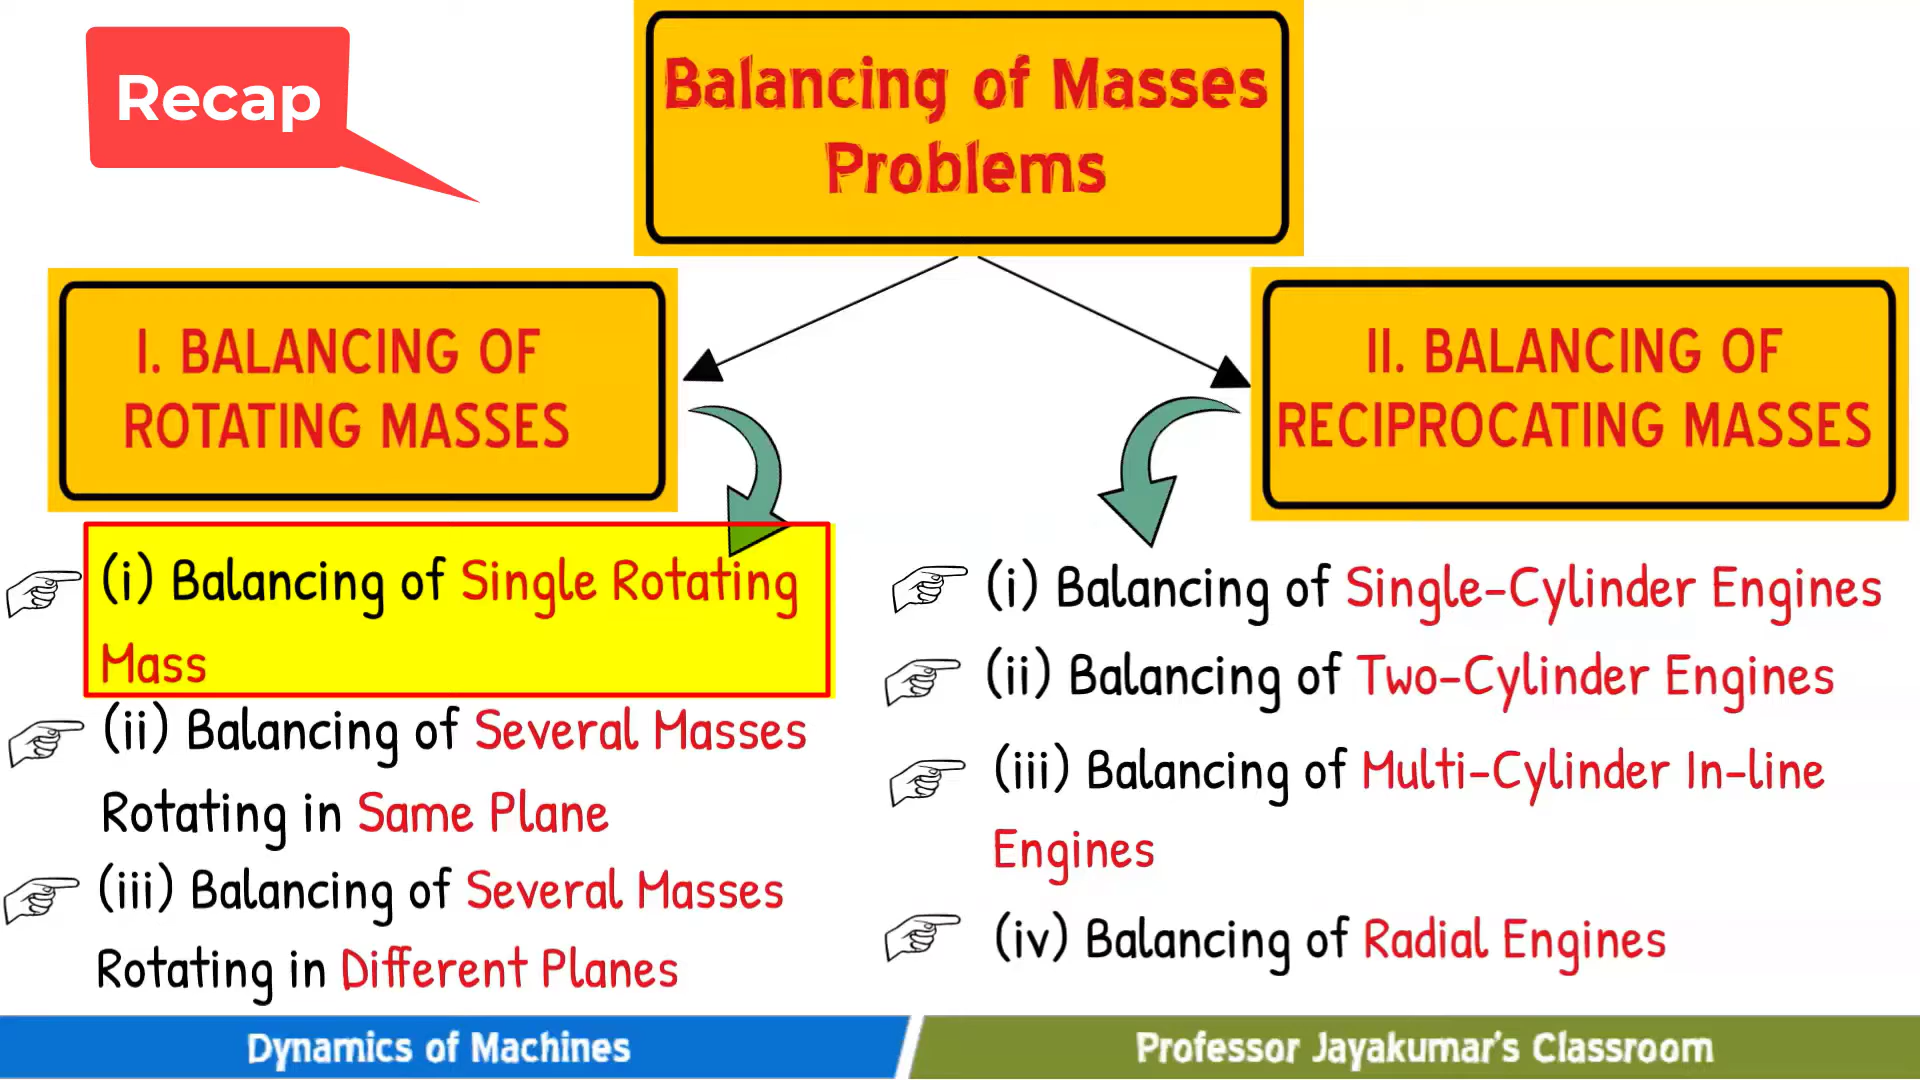 Recap
Balancing of Masses
Problems
I. BALANCING OF
ROTATING MASSES
(i) Balancing of Single Rotating
Mass
(ii) Balancing of Several Masses
Rotating in Same Plane
(iii) Balancing of Several Masses
Rotating in Different Planes
II. BALANCING OF
RECIPROCATING MASSES
(i) Balancing of Single-Cylinder Engines
(ii) Balancing of Two-Cylinder Engines
(iii) Balancing of Multi-Cylinder In-line
Engines
(iv) Balancing of Radial Engines
Dynamics of Machines
Professor Jayakumar's Classroom